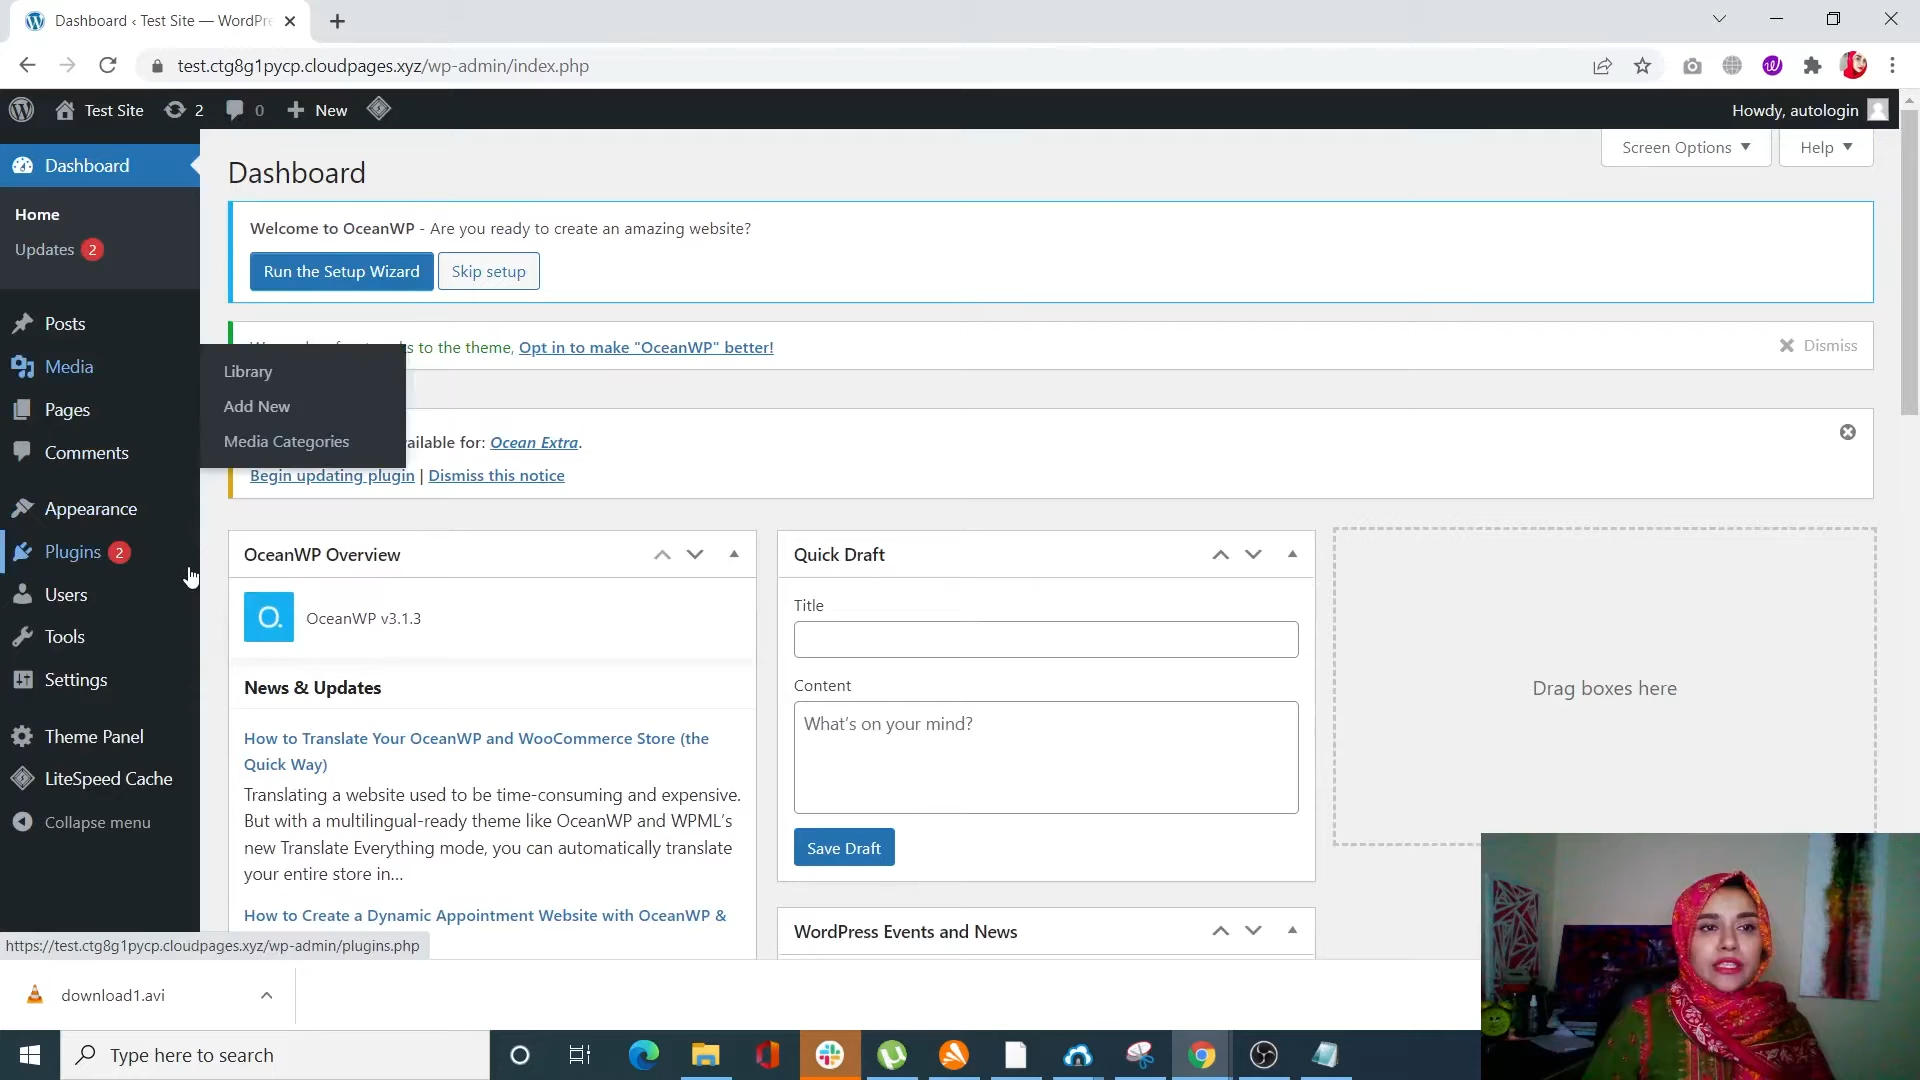 Dashboard ‹ Test Site — WordPre
test.ctg8g1pycp.cloudpages.xyz/wp-admin/index.php
Test Site 2 0 New
Howdy, autologin
Dashboard
Home
Updates 2
Posts
Media
Pages
Comments
Appearance
Plugins 2
Users
Tools
Settings
Theme Panel
LiteSpeed Cache
Collapse menu
Library
Add New
Media Categories
Screen Options
Help
Dashboard
Welcome to OceanWP - Are you ready to create an amazing website?
Run the Setup Wizard
Skip setup
to the theme, Opt in to make "OceanWP" better!
Dismiss
for: Ocean Extra.
Begin updating plugin | Dismiss this notice
OceanWP Overview
O.
OceanWP v3.1.3
News & Updates
How to Translate Your OceanWP and WooCommerce Store (the
Quick Way)
Translating a website used to be time-consuming and expensive.
But with a multilingual-ready theme like OceanWP and WPML's
new Translate Everything mode, you can automatically translate
your entire store in...
How to Create a Dynamic Appointment Website with OceanWP &
Quick Draft
Title
Content
What's on your mind?
Save Draft
WordPress Events and News
Drag boxes here
https://test.ctg8g1pycp.cloudpages.xyz/wp-admin/plugins.php
download1.avi
Type here to search